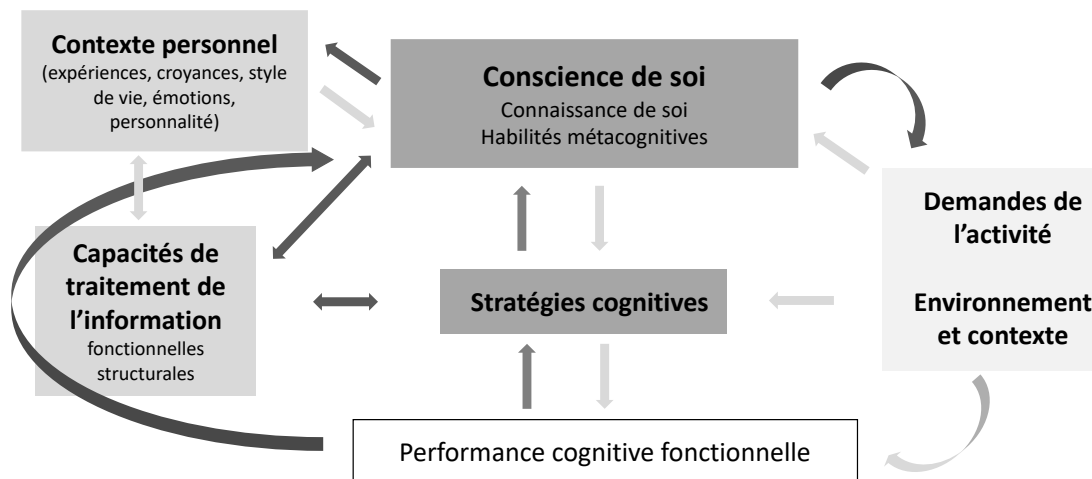 Contexte personnel
(expériences, croyances, style
de vie, émotions,
personnalité)
Conscience de soi
Connaissance de soi
Habilités métacognitives
Demandes de
l’activité
Environnement
et contexte
Capacités de
traitement de
l’information
fonctionnelles
structurales
Stratégies cognitives
Performance cognitive fonctionnelle